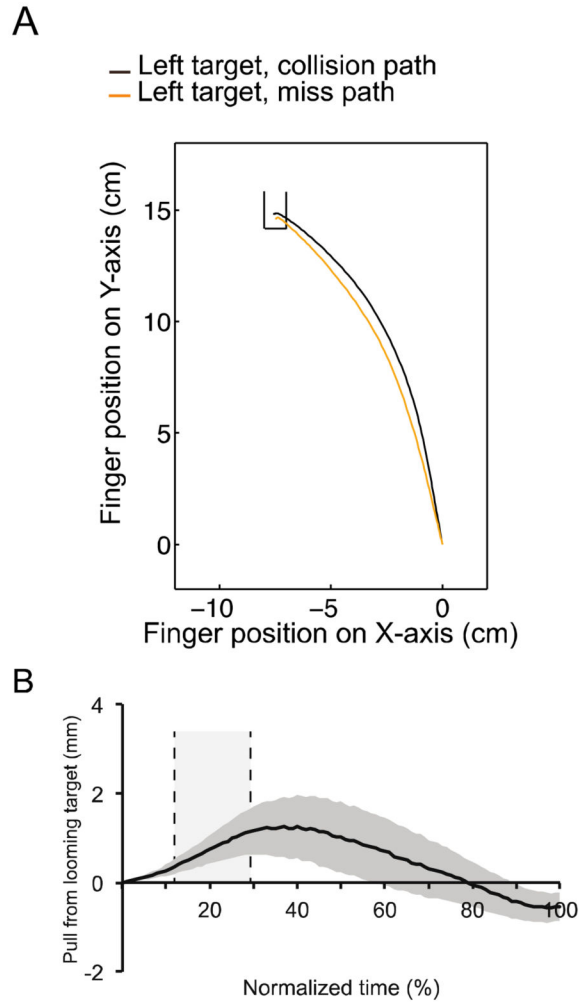 A
Left target, collision path
Left target, miss path
Finger position on Y-axis (cm)
15
10
5
0
−10
−5
0
Finger position on X-axis (cm)
B
Pull from looming target (mm)
4
2
0
-2
20
40
60
80
100
Normalized time (%)